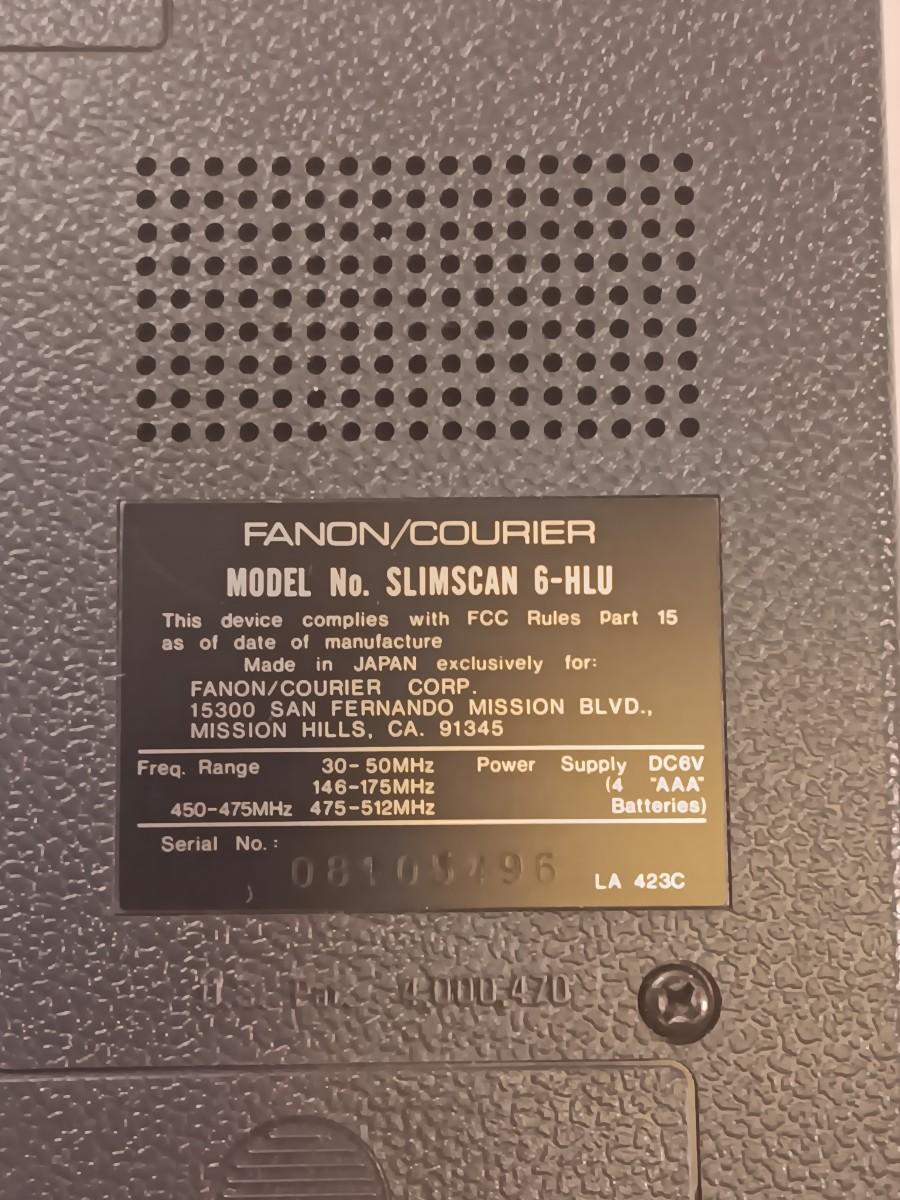 FANON/COURIER
MODEL No. SLIMSCAN 6-HLU
This device complies with FCC Rules Part 15
as of date of manufacture
Made in JAPAN exclusively for:
FANON/COURIER CORP.
15300 SAN FERNANDO MISSION BLVD.,
MISSION HILLS, CA. 91345
Freq. Range 30-50MHz Power Supply DC6V
146-175MHz (4 "AAA"
450-475MHz 475-512MHz Batteries)
Serial No.:
LA 423C
U.S. Pat. 4,000,470